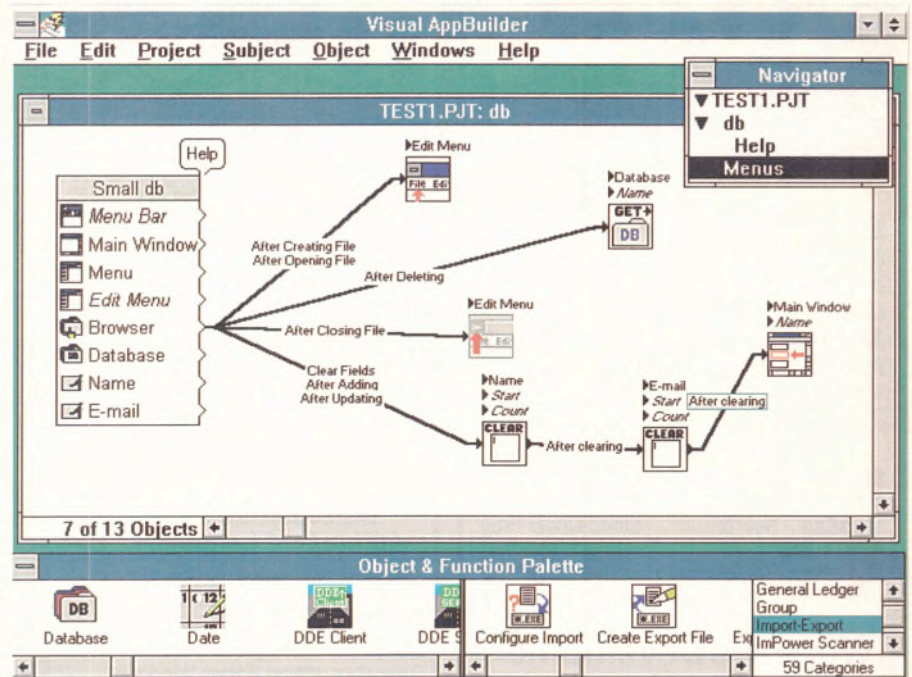 Visual AppBuilder
File Edit Project Subject Object Windows Help
Navigator
TEST1.PJT
db
Help
Menus
TEST1.PJT: db
Help
Small db
Menu Bar
Main Window
Menu
Edit Menu
Browser
Database
Name
E-mail
Edit Menu
File Edi
After Creating File
After Opening File
Database
Name
GET
DB
After Deleting
Edit Menu
After Closing File
Clear Fields
After Adding
After Updating
Name
Start
Count
CLEAR
After clearing
E-mail
Start
Count
CLEAR
After clearing
Main Window
Name
7 of 13 Objects
Object & Function Palette
DB
Database
Date
DDE Client
DDE S
Configure Import
Create Export File
Exp
General Ledger
Group
Import-Export
ImPower Scanner
59 Categories